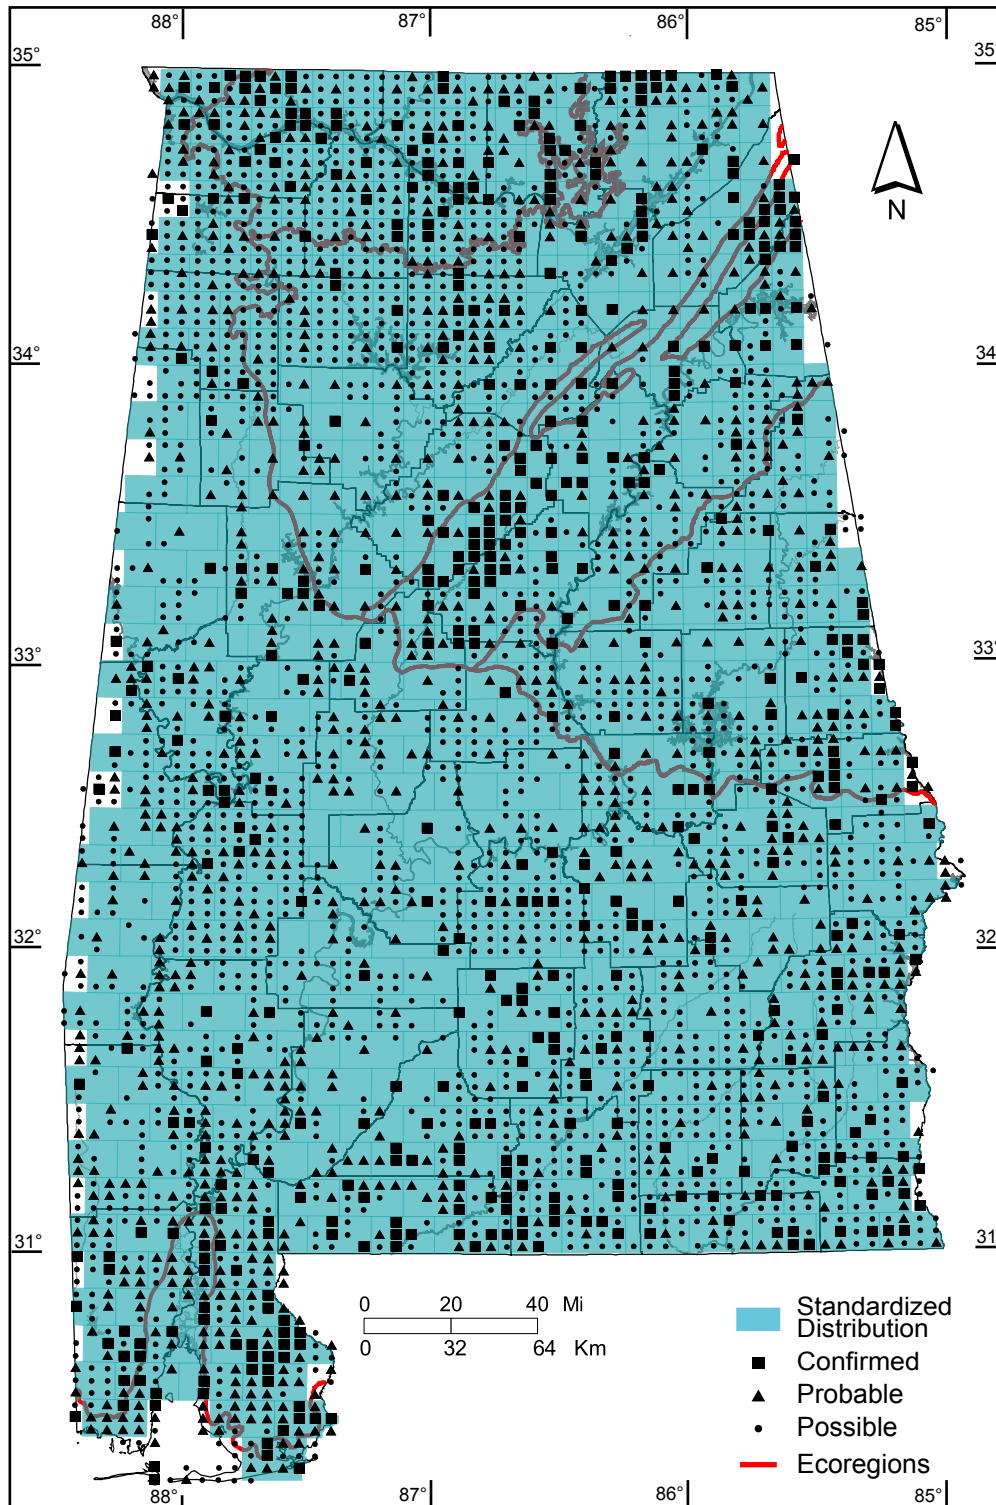 88° 87° 86° 85°
35° 35°
N
34° 34°
33° 33°
32° 32°
31° 31
0 20 40 Mi
0 32 64 Km
Standardized
Distribution
Confirmed
Probable
Possible
Ecoregions
88° 87° 86° 85°